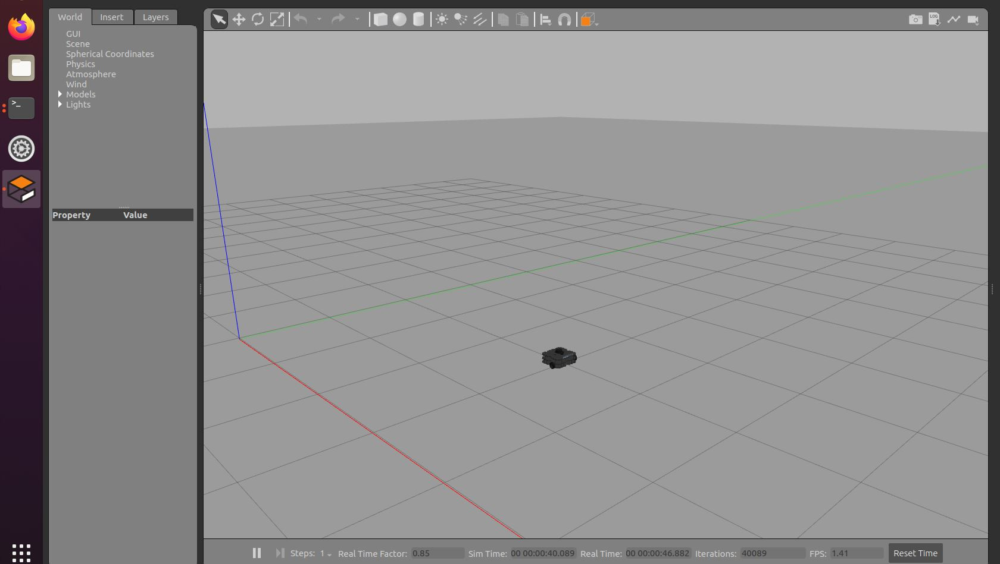 World Insert Layers
GUI
Scene
Spherical Coordinates
Physics
Atmosphere
Wind
Models
Lights
Property Value
>_
LOG
Steps: 1 Real Time Factor: 0.85 Sim Time: 00 00:00:40.089 Real Time: 00 00:00:46.882 Iterations: 40089 FPS: 1.41 Reset Time